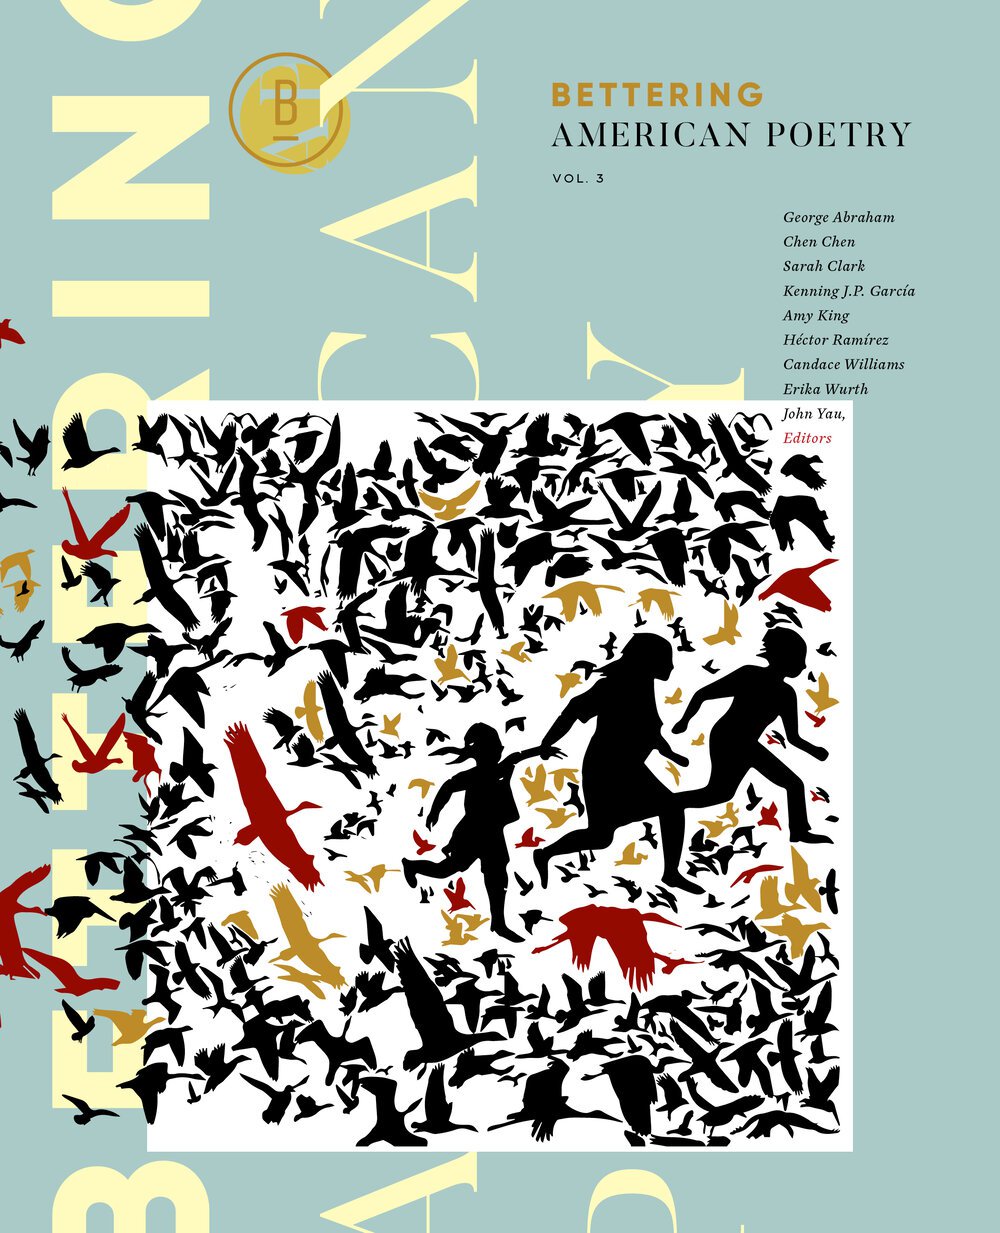 BETTERING
AMERICAN POETRY
VOL. 3
George Abraham
Chen Chen
Sarah Clark
Kenning J.P. García
Amy King
Héctor Ramírez
Candace Williams
Erika Wurth
John Yau,
Editors
B